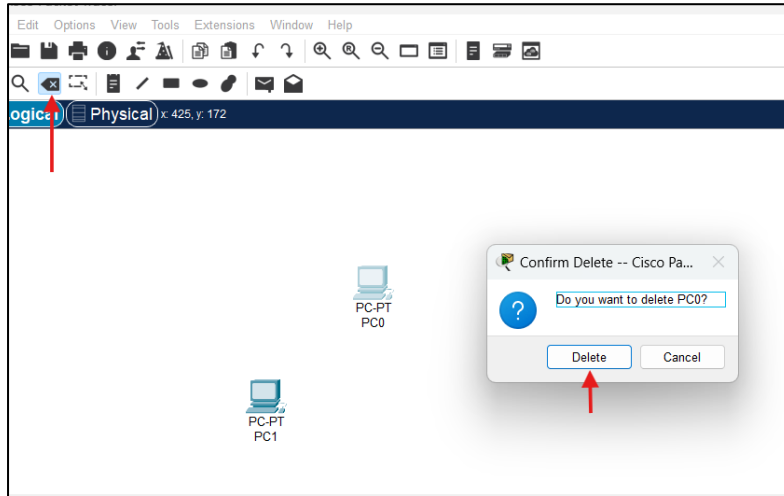 Edit Options View Tools Extensions Window Help
ogical Physical x: 425, y: 172
Confirm Delete -- Cisco Pa...
Do you want to delete PC0?
Delete Cancel
PC-PT
PC0
PC-PT
PC1